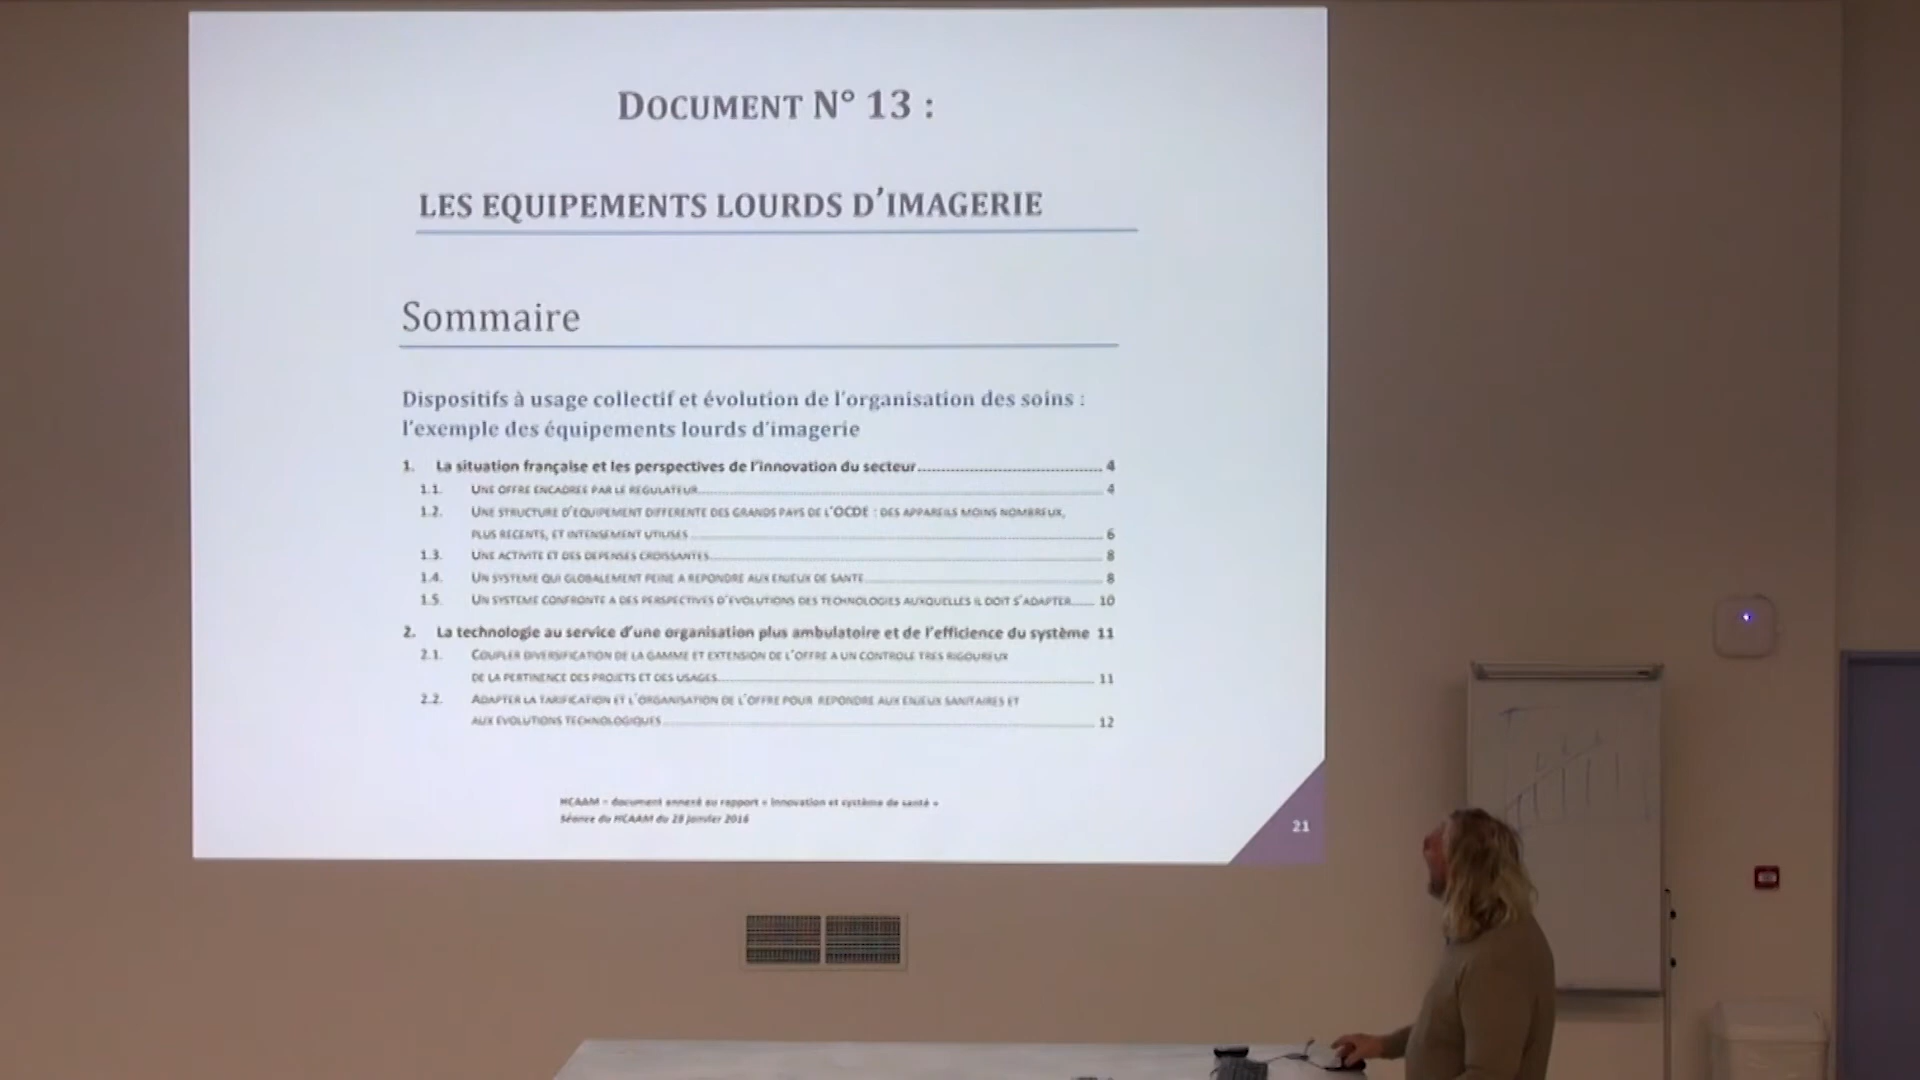 DOCUMENT N° 13 :
LES EQUIPEMENTS LOURDS D'IMAGERIE
Sommaire
Dispositifs à usage collectif et évolution de l'organisation des soins :
l'exemple des équipements lourds d'imagerie
1. La situation française et les perspectives de l'innovation du secteur 4
1.1. UNE OFFRE ENCADREE PAR LE REGULATEUR 4
1.2. UNE STRUCTURE D'EQUIPEMENT DIFFERENTE DES GRANDS PAYS DE L'OCDE : DES APPAREILS MOINS NOMBREUX,
PLUS RECENTS, ET INTENSEMENT UTILISES 6
1.3. UNE ACTIVITE ET DES DEPENSES CROISSANTES 8
1.4. UN SYSTEME QUI GLOBALEMENT PEINE A REPONDRE AUX ENJEUX DE SANTE 8
1.5. UN SYSTEME CONFRONTE A DES PERSPECTIVES D'EVOLUTIONS DES TECHNOLOGIES AUXQUELLES IL DOIT S'ADAPTER 10
2. La technologie au service d'une organisation plus ambulatoire et de l'efficience du système 11
2.1. COUPLER DIVERSIFICATION DE LA GAMME ET EXTENSION DE L'OFFRE A UN CONTROLE TRES RIGOUREUX
DE LA PERTINENCE DES PROJETS ET DES USAGES 11
2.2. ADAPTER LA TARIFICATION ET L'ORGANISATION DE L'OFFRE POUR REPONDRE AUX ENJEUX SANITAIRES ET
AUX EVOLUTIONS TECHNOLOGIQUES 12
HCAAM – document annexé au rapport « Innovation et système de santé »
Séance du HCAAM du 28 janvier 2016
21